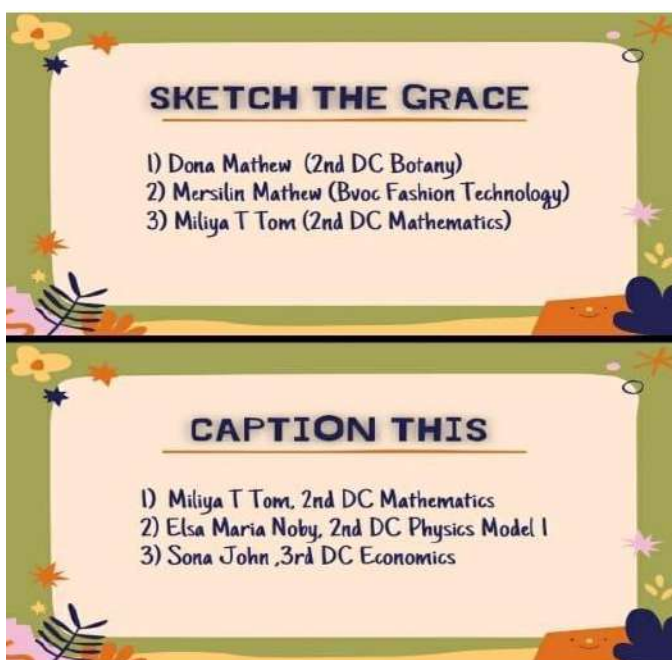 SKETCH THE GRACE
1) Dona Mathew (2nd DC Botany)
2) Mersilin Mathew (Bvoc Fashion Technology)
3) Miliya T Tom (2nd DC Mathematics)
CAPTION THIS
1) Miliya T Tom, 2nd DC Mathematics
2) Elsa Maria Noby, 2nd DC Physics Model 1
3) Sona John ,3rd DC Economics